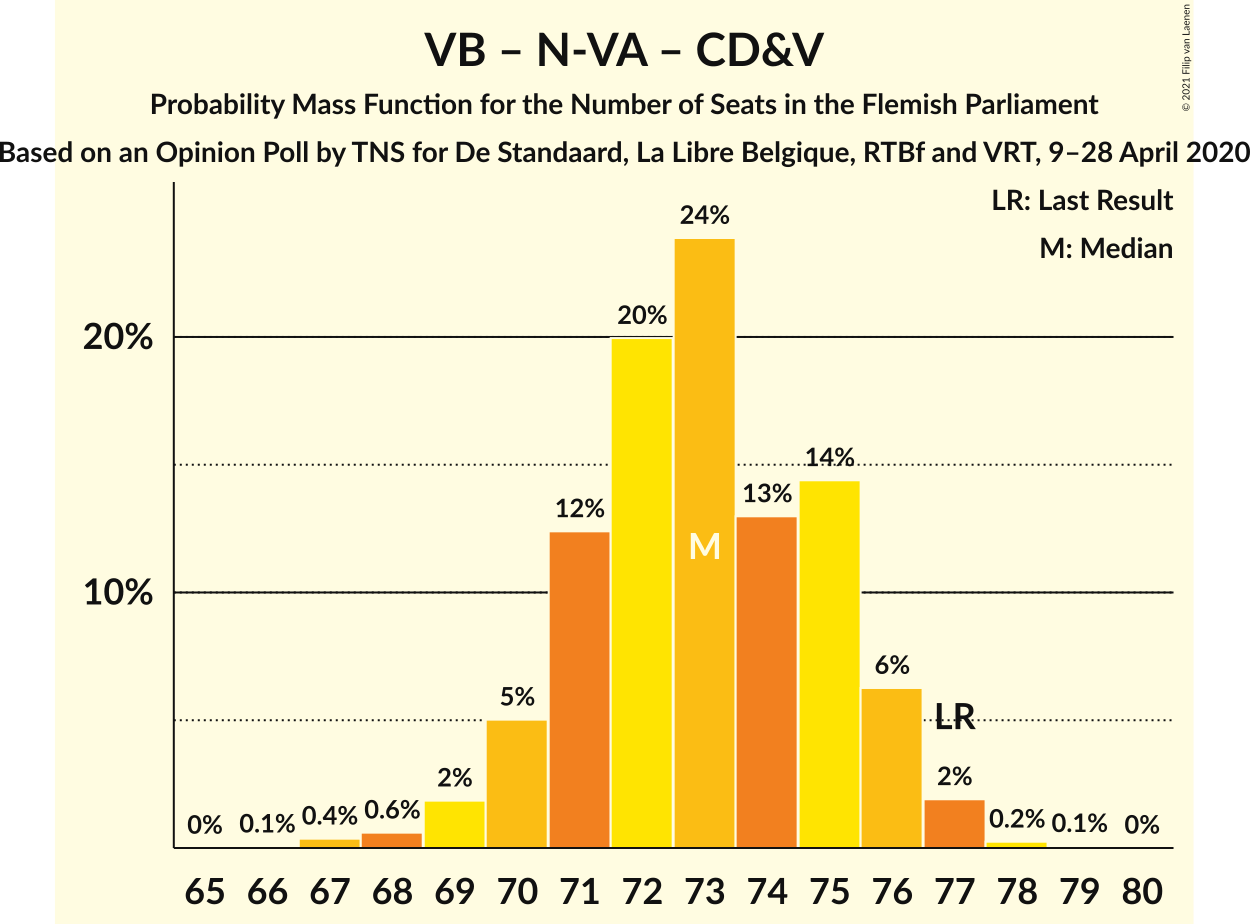 VB – N-VA – CD&V
Probability Mass Function for the Number of Seats in the Flemish Parliament
Based on an Opinion Poll by TNS for De Standaard, La Libre Belgique, RTBf and VRT, 9–28 April 2020
© 2021 Filip van Laenen
LR: Last Result
M: Median
24%
20%
20%
14%
13%
12%
M
10%
6%
5%
LR
2%
2%
0% 0.1% 0.4% 0.6% 0.2% 0.1% 0%
65 66 67 68 69 70 71 72 73 74 75 76 77 78 79 80